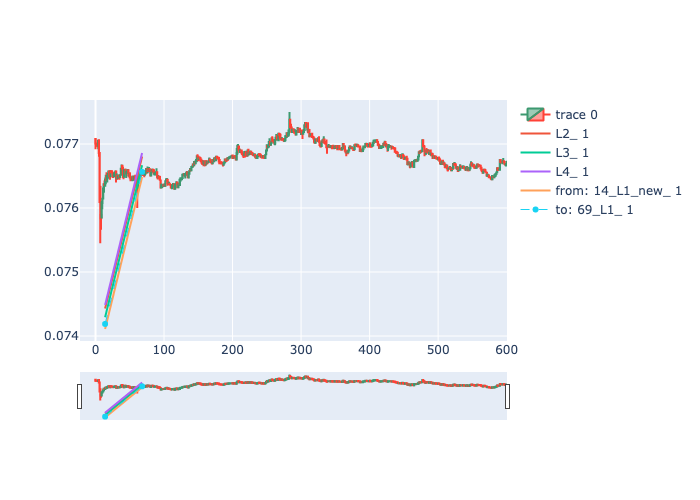 trace 0
L2_ 1
L3_ 1
L4_ 1
from: 14_L1_new_ 1
to: 69_L1_ 1
0.077
0.076
0.075
0.074
0 100 200 300 400 500 600